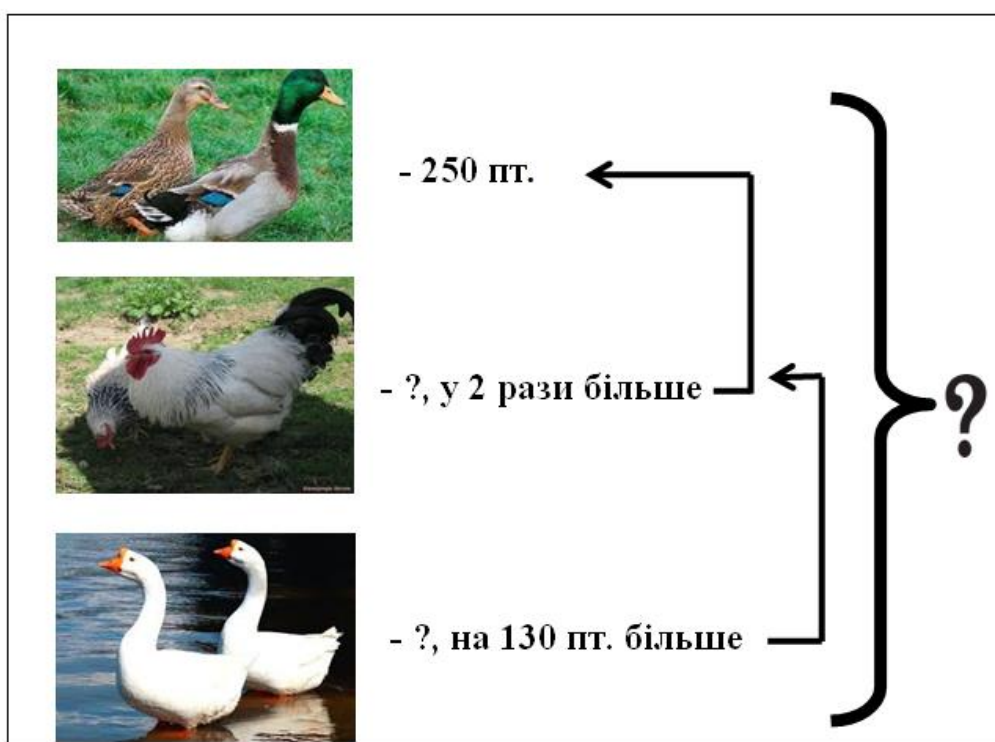 - 250 пт.
- ?, у 2 рази більше
?
- ?, на 130 пт. більше